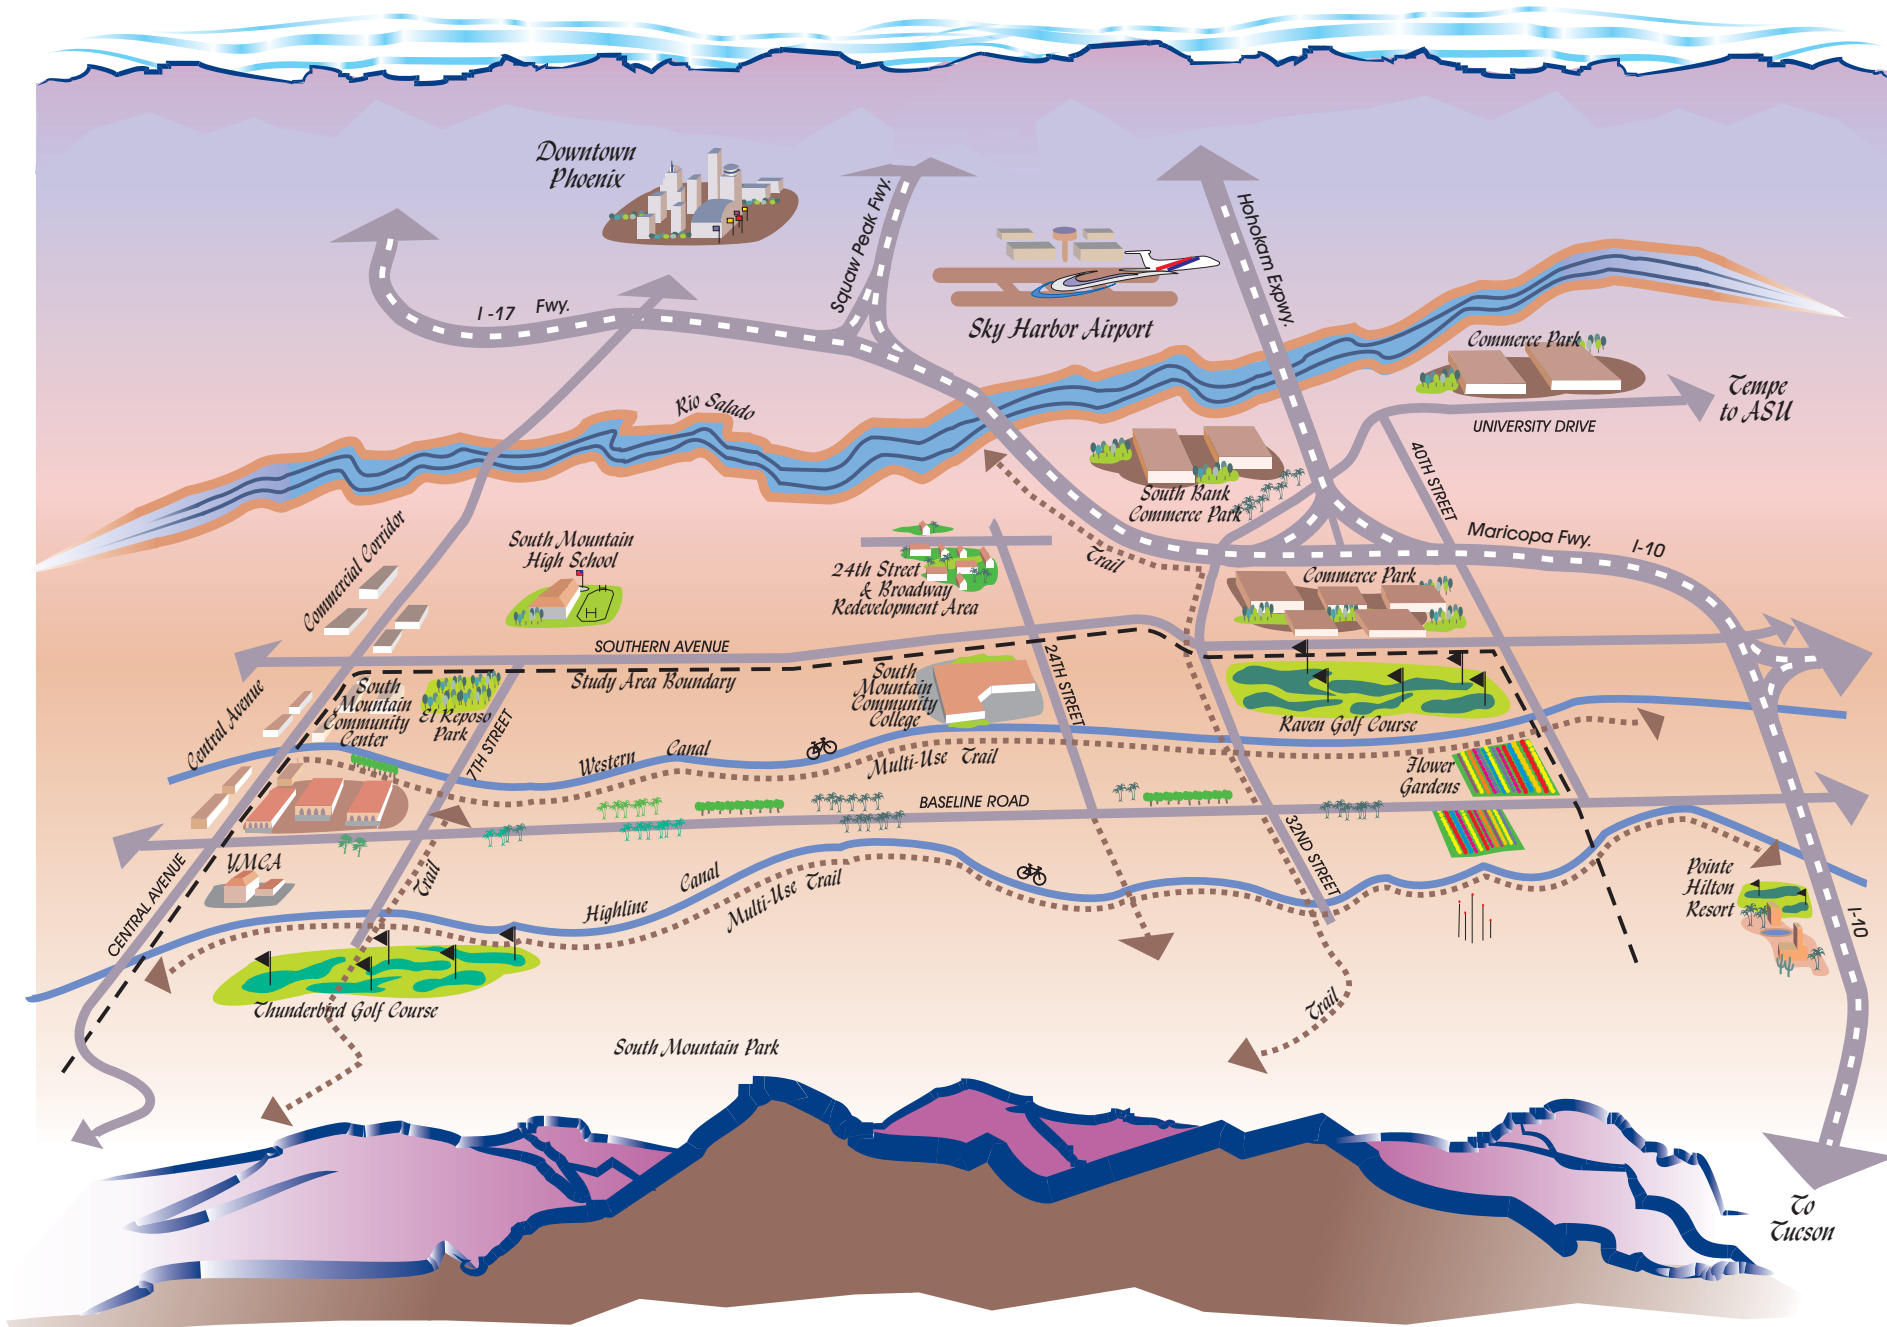 Downtown
Phoenix
Squaw Peak Fwy.
Hohokam Expwy.
I -17 Fwy.
Sky Harbor Airport
Commerce Park
Tempe
to ASU
Rio Salado
UNIVERSITY DRIVE
40TH STREET
South Bank
Commerce Park
Commercial Corridor
South Mountain
High School
Maricopa Fwy.
I-10
Trail
24th Street
& Broadway
Redevelopment Area
Commerce Park
SOUTHERN AVENUE
Study Area Boundary
24TH STREET
Central Avenue
South
Mountain
Community
Center
El Reposo
Park
7TH STREET
South
Mountain
Community
College
Raven Golf Course
Western Canal
Multi-Use Trail
Flower
Gardens
BASELINE ROAD
32ND STREET
YMCA
Trail
CENTRAL AVENUE
Highline Canal
Multi-Use Trail
Pointe
Hilton
Resort
I-10
Thunderbird Golf Course
Trail
South Mountain Park
To
Tucson